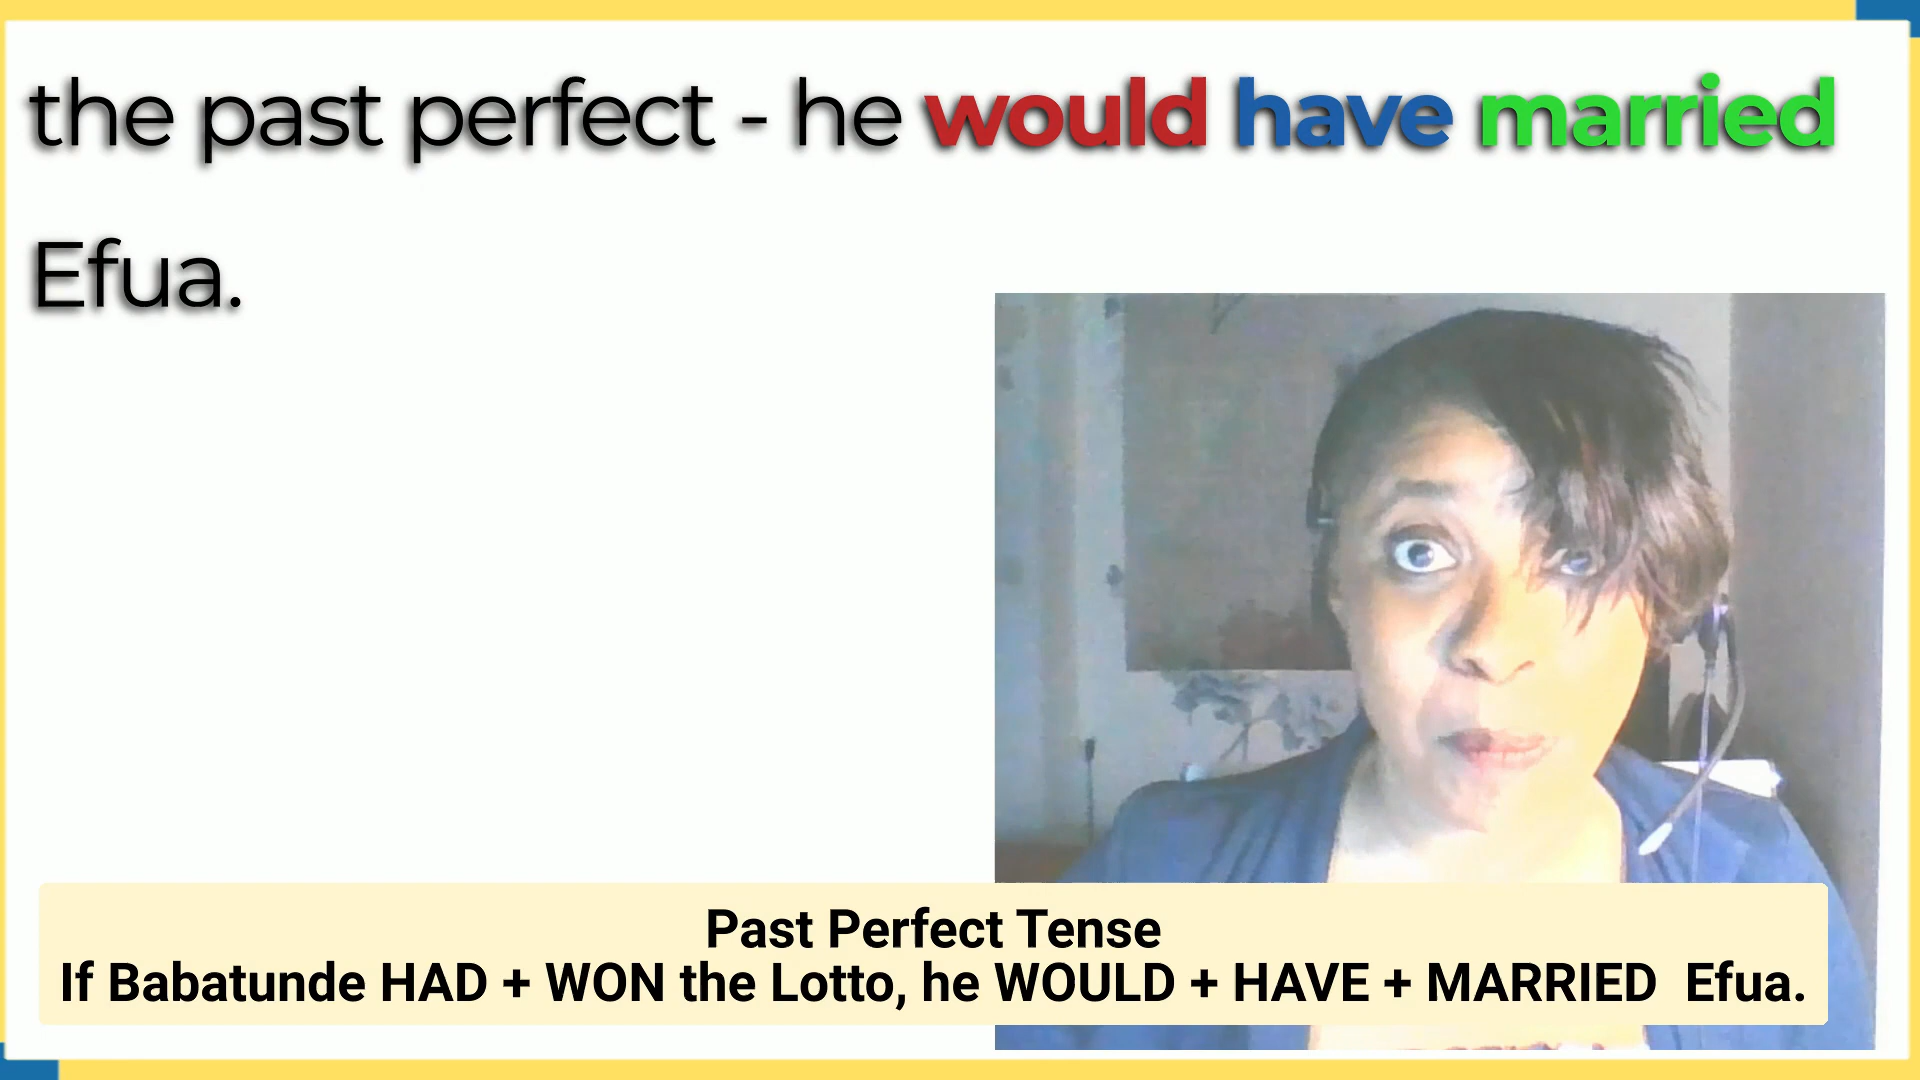 the past perfect - he would have married
Efua.
Past Perfect Tense
If Babatunde HAD + WON the Lotto, he WOULD + HAVE + MARRIED Efua.